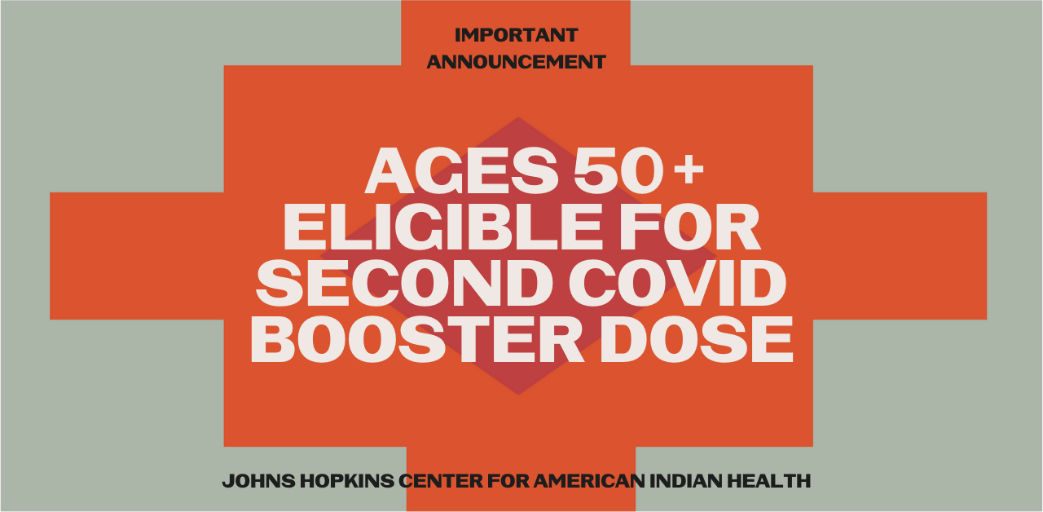 IMPORTANT
ANNOUNCEMENT
AGES 50+
ELIGIBLE FOR
SECOND COVID
BOOSTER DOSE
JOHNS HOPKINS CENTER FOR AMERICAN INDIAN HEALTH